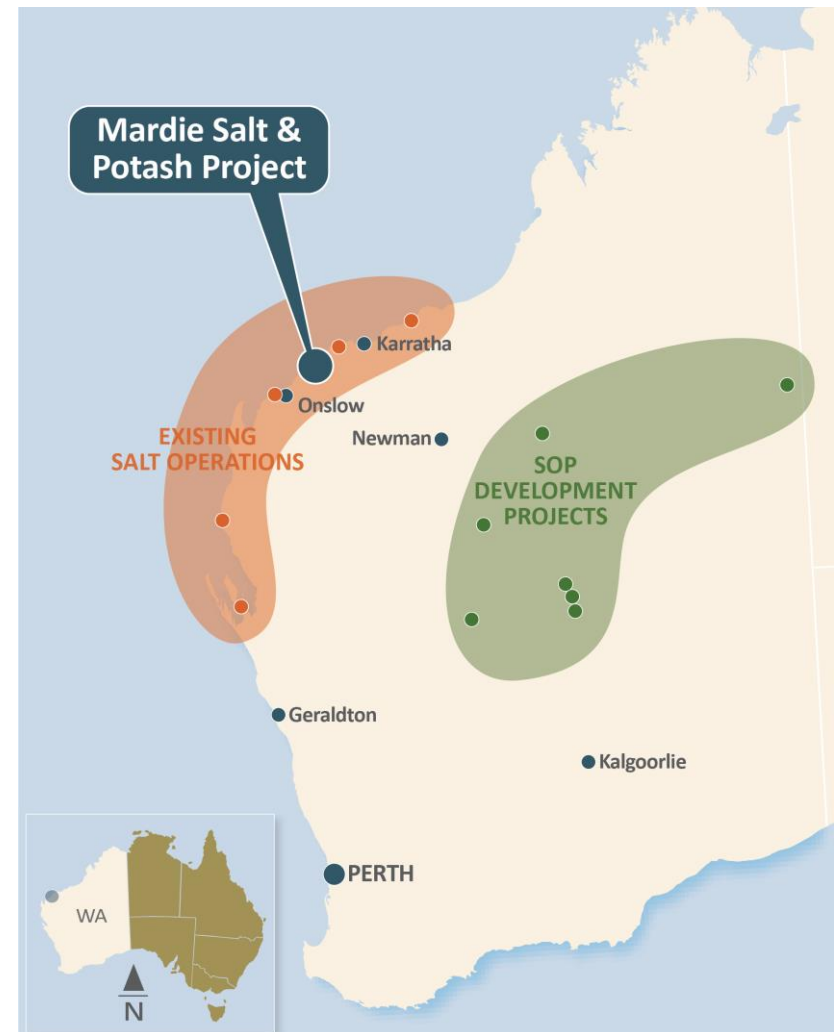 Mardie Salt &
Potash Project
Karratha
Onslow
EXISTING
SALT OPERATIONS
Newman
SOP
DEVELOPMENT
PROJECTS
Geraldton
Kalgoorlie
PERTH
WA
N